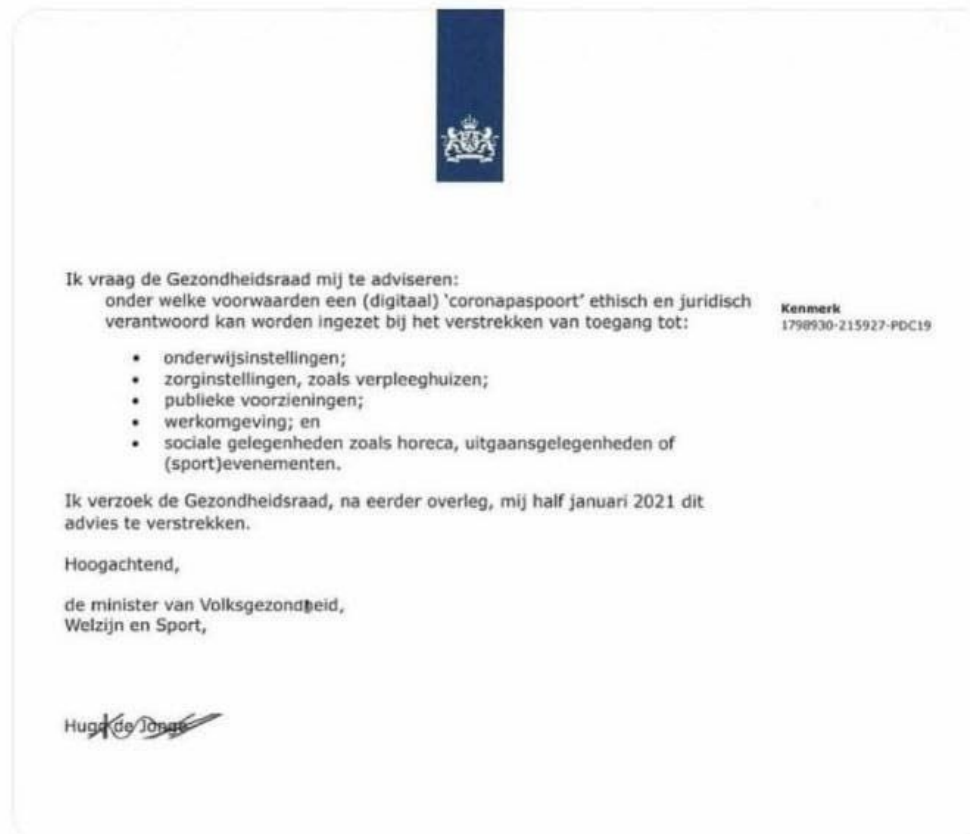 Ik vraag de Gezondheidsraad mij te adviseren:
onder welke voorwaarden een (digitaal) 'coronapaspoort' ethisch en juridisch
verantwoord kan worden ingezet bij het verstrekken van toegang tot:
Kenmerk
1798930-215927-PDC19
• onderwijsinstellingen;
• zorginstellingen, zoals verpleeghuizen;
• publieke voorzieningen;
• werkomgeving; en
• sociale gelegenheden zoals horeca, uitgaansgelegenheden of
(sport)evenementen.
Ik verzoek de Gezondheidsraad, na eerder overleg, mij half januari 2021 dit
advies te verstrekken.
Hoogachtend,
de minister van Volksgezondheid,
Welzijn en Sport,
Hugo de Jonge